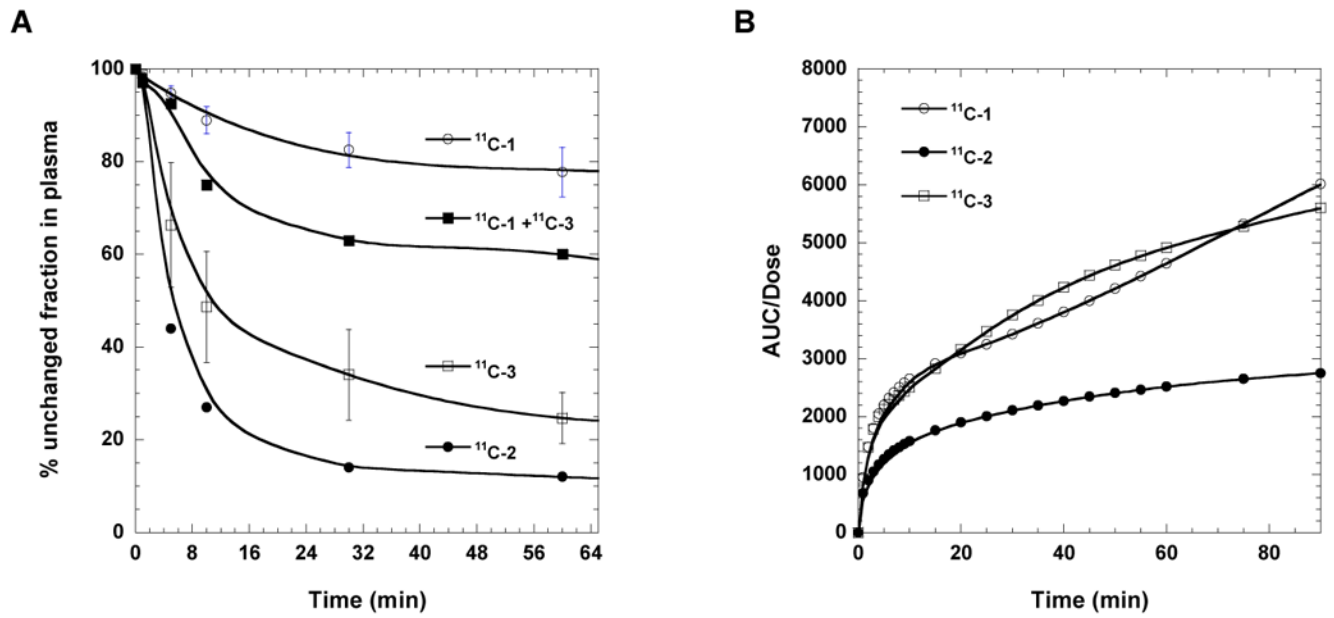 A
% unchanged fraction in plasma
100
80
60
40
20
0
0 8 16 24 32 40 48 56 64
Time (min)
¹¹C-1
¹¹C-1 +¹¹C-3
¹¹C-3
¹¹C-2
B
AUC/Dose
8000
7000
6000
5000
4000
3000
2000
1000
0
0 20 40 60 80
Time (min)
¹¹C-1
¹¹C-2
¹¹C-3